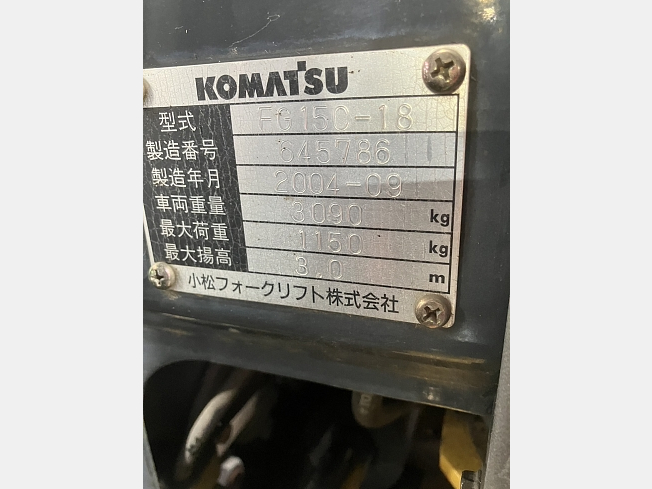 KOMATSU
型式 FG15C-18
製造番号 645786
製造年月 2004-09
車両重量 3090 kg
最大荷重 1150 kg
最大揚高 3.0 m
小松フォークリフト株式会社